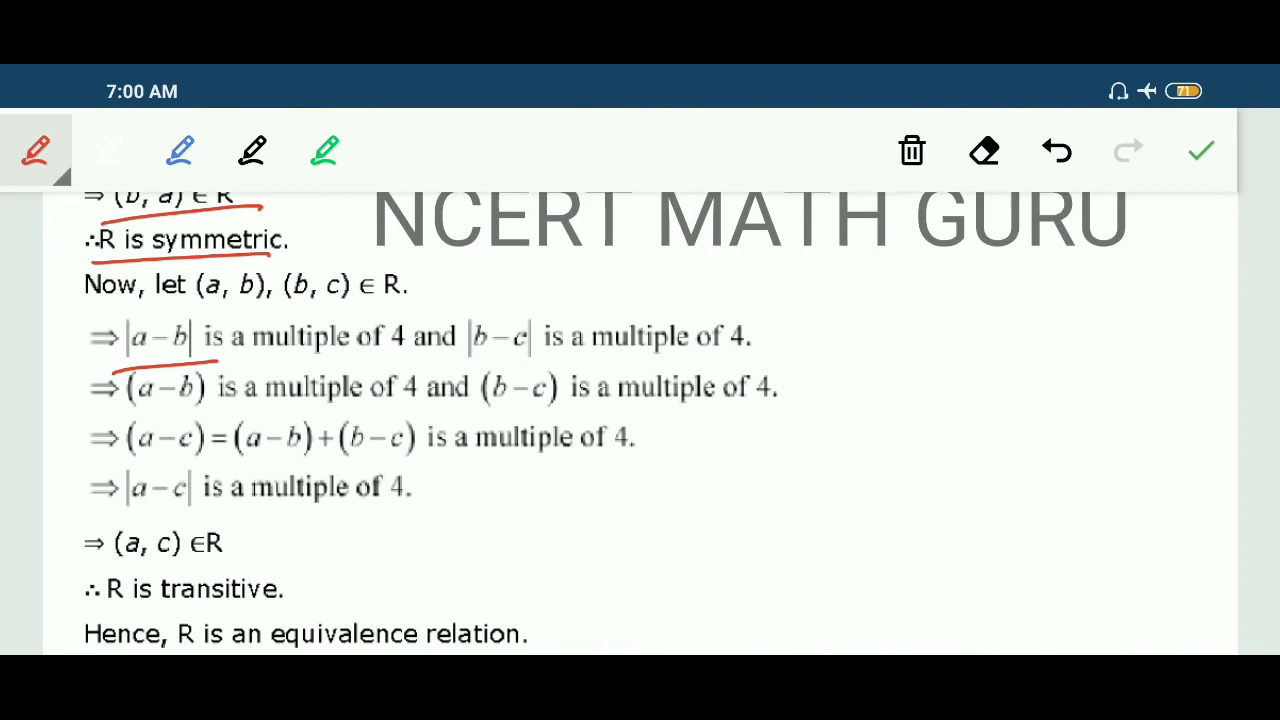 7:00 AM
71
⇒ (b, a) ∈ R
NCERT MATH GURU
∴R is symmetric.
Now, let (a, b), (b, c) ∈ R.
⇒|a−b| is a multiple of 4 and |b−c| is a multiple of 4.
⇒(a−b) is a multiple of 4 and (b−c) is a multiple of 4.
⇒(a−c)=(a−b)+(b−c) is a multiple of 4.
⇒|a−c| is a multiple of 4.
⇒ (a, c) ∈R
∴ R is transitive.
Hence, R is an equivalence relation.